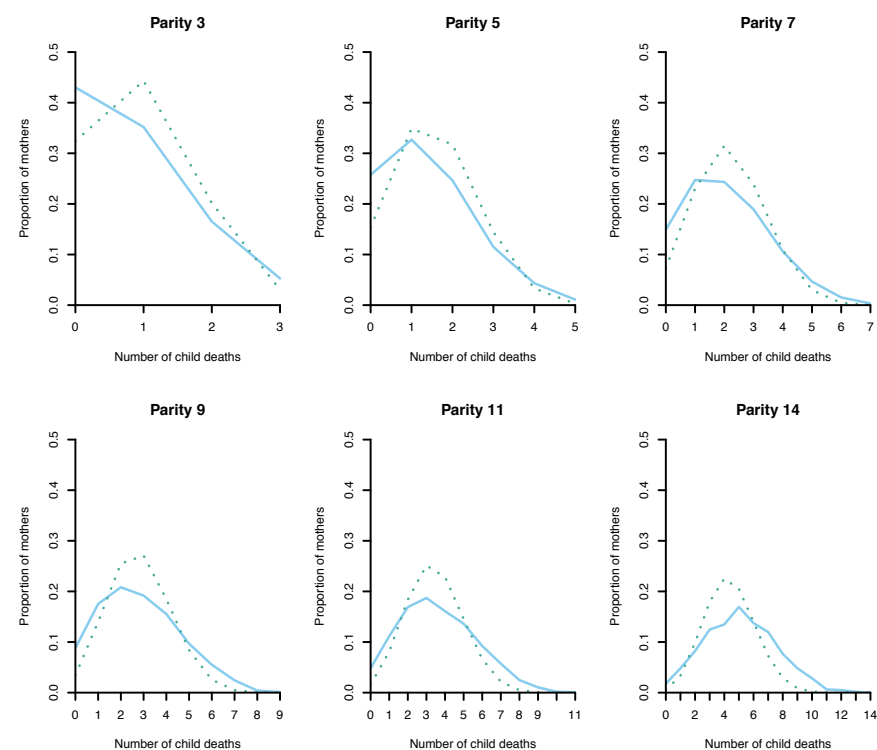 Parity 3
Proportion of mothers
0.0 0.1 0.2 0.3 0.4 0.5
0 1 2 3
Number of child deaths
Parity 5
Proportion of mothers
0.0 0.1 0.2 0.3 0.4 0.5
0 1 2 3 4 5
Number of child deaths
Parity 7
Proportion of mothers
0.0 0.1 0.2 0.3 0.4 0.5
0 1 2 3 4 5 6 7
Number of child deaths
Parity 9
Proportion of mothers
0.0 0.1 0.2 0.3 0.4 0.5
0 1 2 3 4 5 6 7 8 9
Number of child deaths
Parity 11
Proportion of mothers
0.0 0.1 0.2 0.3 0.4 0.5
0 1 2 3 4 5 6 7 8 9 11
Number of child deaths
Parity 14
Proportion of mothers
0.0 0.1 0.2 0.3 0.4 0.5
0 2 4 6 8 10 12 14
Number of child deaths